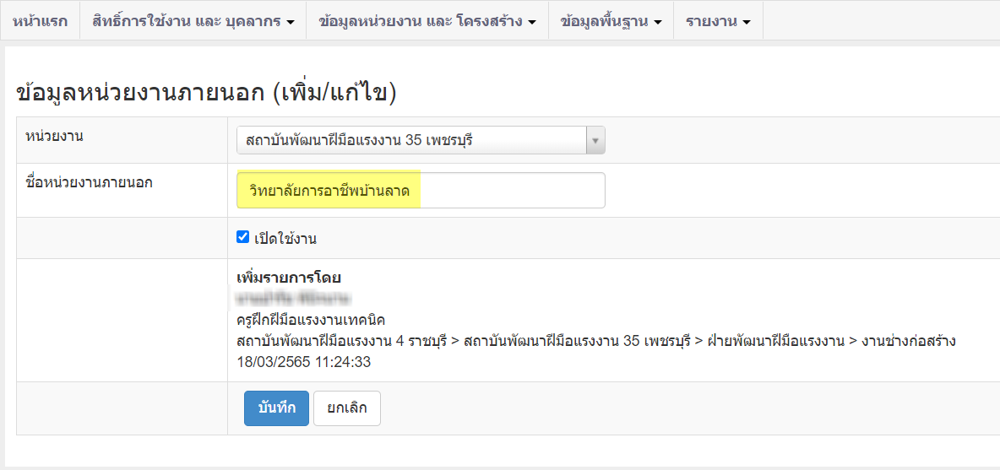 หน้าแรก สิทธิ์การใช้งาน และ บุคลากร ข้อมูลหน่วยงาน และ โครงสร้าง ข้อมูลพื้นฐาน รายงาน
ข้อมูลหน่วยงานภายนอก (เพิ่ม/แก้ไข)
หน่วยงาน สถาบันพัฒนาฝีมือแรงงาน 35 เพชรบุรี
ชื่อหน่วยงานภายนอก วิทยาลัยการอาชีพบ้านลาด
เปิดใช้งาน
เพิ่มรายการโดย
ครูฝึกฝีมือแรงงานเทคนิค
สถาบันพัฒนาฝีมือแรงงาน 4 ราชบุรี > สถาบันพัฒนาฝีมือแรงงาน 35 เพชรบุรี > ฝ่ายพัฒนาฝีมือแรงงาน > งานช่างก่อสร้าง
18/03/2565 11:24:33
บันทึก ยกเลิก